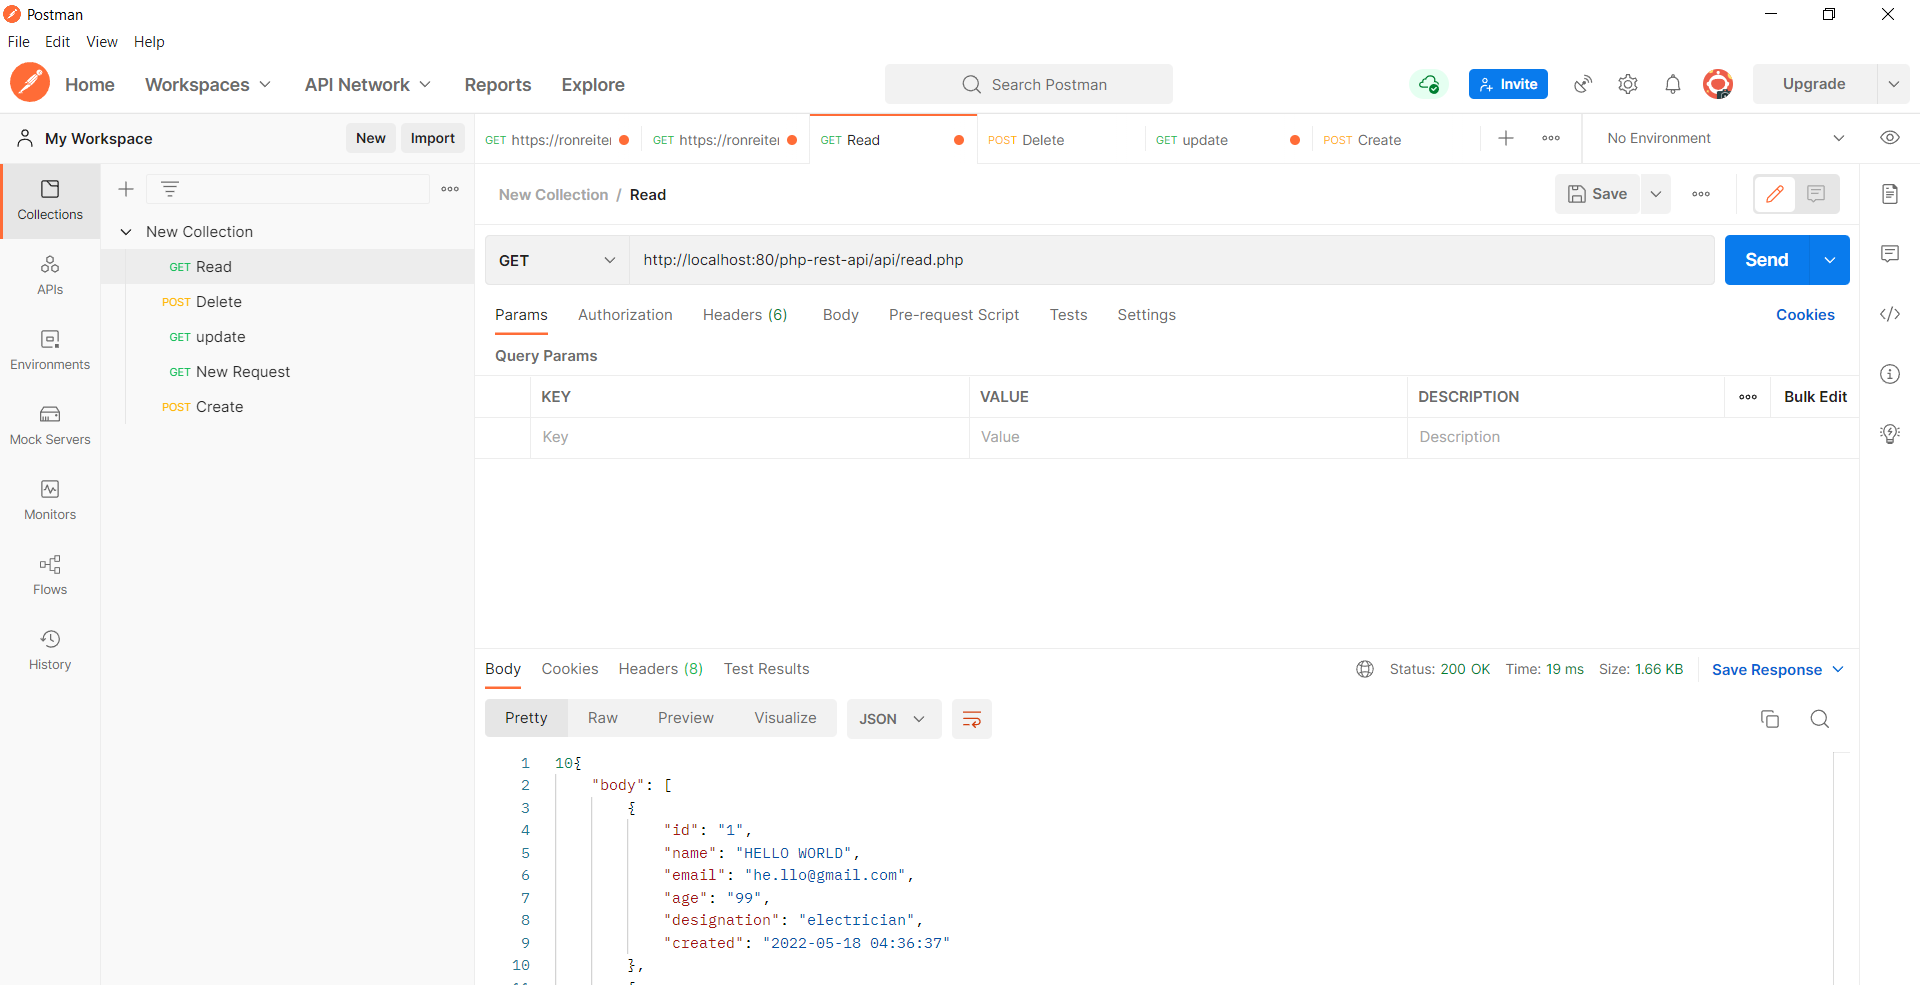 Postman
File Edit View Help
Home Workspaces API Network Reports Explore Search Postman Invite Upgrade
My Workspace New Import GET https://ronreiter GET https://ronreiter GET Read POST Delete GET update POST Create No Environment
Collections
New Collection / Read Save
New Collection
GET Read
GET http://localhost:80/php-rest-api/api/read.php Send
APIs
POST Delete
Params Authorization Headers (6) Body Pre-request Script Tests Settings Cookies
GET update
Query Params
Environments
GET New Request
KEY VALUE DESCRIPTION Bulk Edit
POST Create
Key Value Description
Mock Servers
Monitors
Flows
History
Body Cookies Headers (8) Test Results Status: 200 OK Time: 19 ms Size: 1.66 KB Save Response
Pretty Raw Preview Visualize JSON
1 10{
2 "body": [
3 {
4 "id": "1",
5 "name": "HELLO WORLD",
6 "email": "he.llo@gmail.com",
7 "age": "99",
8 "designation": "electrician",
9 "created": "2022-05-18 04:36:37"
10 },